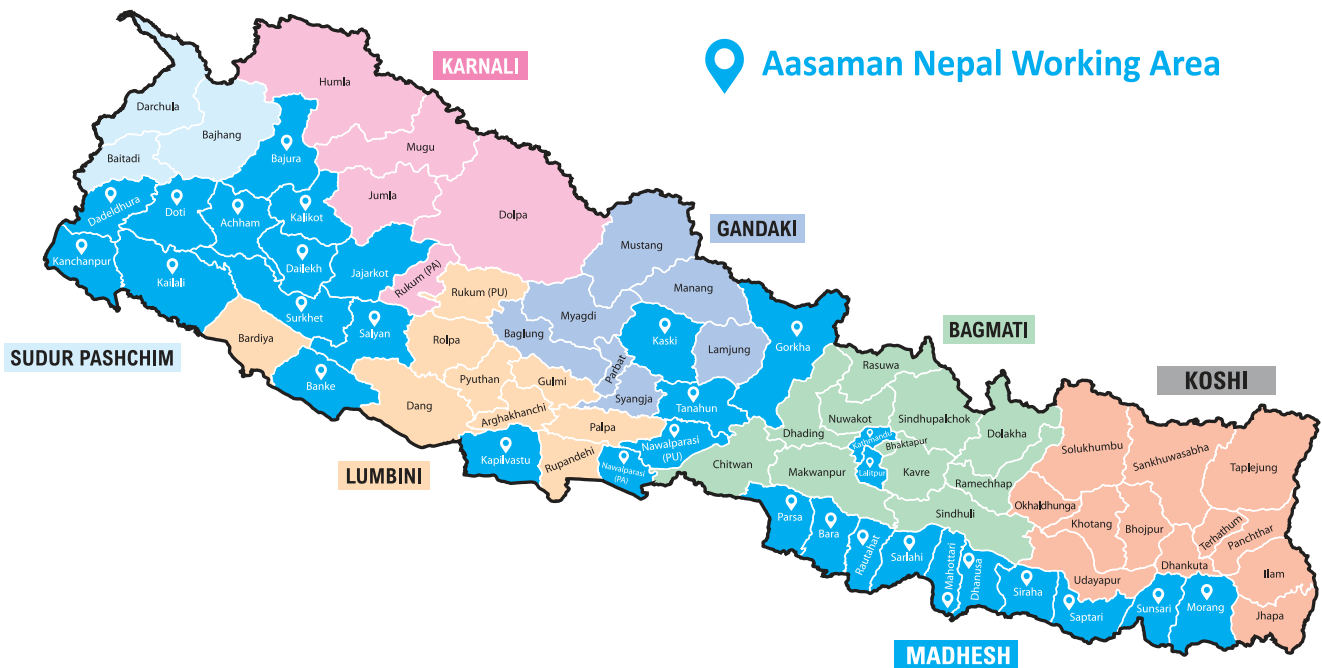 Aasaman Nepal Working Area
KARNALI
Humla
Darchula
Bajhang
Mugu
Baitadi
Bajura
Jumla
Dadeldhura
Doti
Achham
Kalikot
Dolpa
GANDAKI
Mustang
Kanchanpur
Kailali
Dailekh
Jajarkot
Rukum (PA)
Rukum (PU)
Manang
Myagdi
Surkhet
Salyan
Baglung
Kaski
Lamjung
Gorkha
BAGMATI
SUDUR PASHCHIM
Bardiya
Rolpa
Parbat
Rasuwa
KOSHI
Banke
Pyuthan
Gulmi
Syangja
Tanahun
Dang
Arghakhanchi
Nuwakot
Sindhupalchok
Palpa
Dhading
Kathmandu
Bhaktapur
Dolakha
Solukhumbu
Sankhuwasabha
Taplejung
LUMBINI
Kapilvastu
Rupandehi
Nawalparasi
(PA)
Nawalparasi
(PU)
Chitwan
Makwanpur
Lalitpur
Kavre
Ramechhap
Okhaldhunga
Khotang
Bhojpur
Terhathum
Panchthar
Parsa
Bara
Rautahat
Sarlahi
Sindhuli
Mahottari
Dhanusa
Siraha
Udayapur
Dhankuta
Ilam
Saptari
Sunsari
Morang
Jhapa
MADHESH